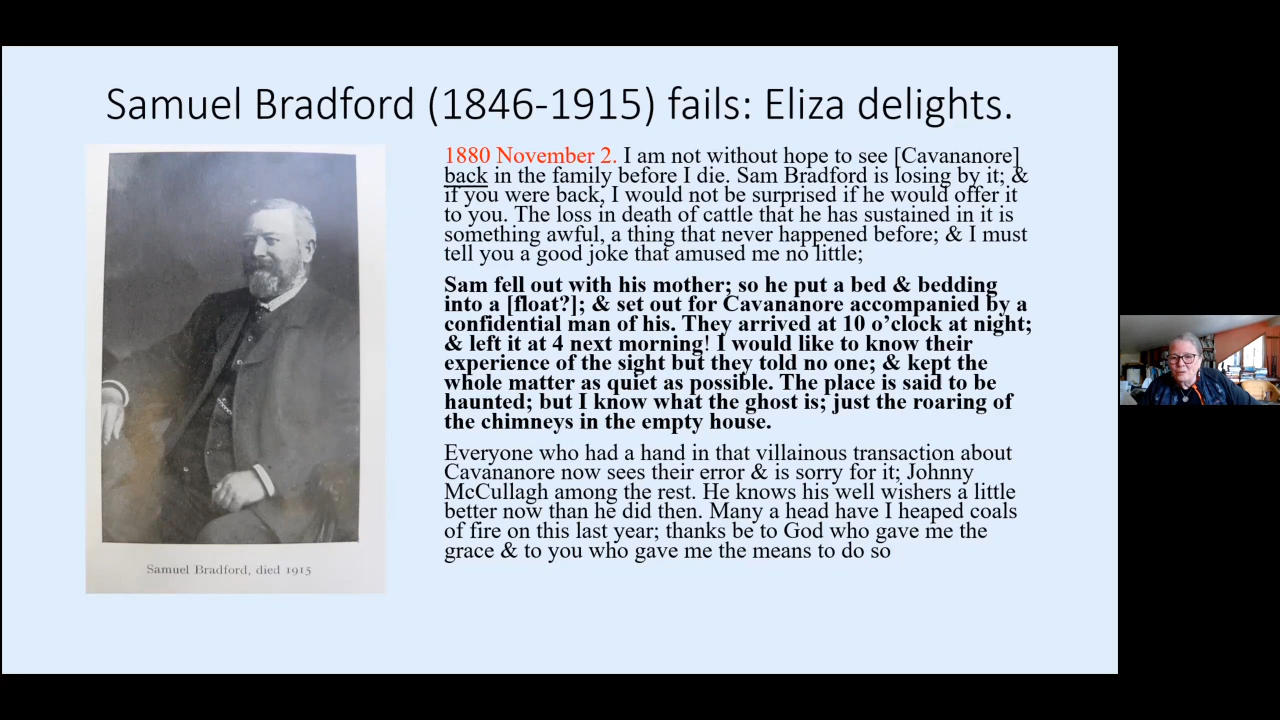 Samuel Bradford (1846-1915) fails: Eliza delights.
1880 November 2. I am not without hope to see [Cavananore]
back in the family before I die. Sam Bradford is losing by it; &
if you were back, I would not be surprised if he would offer it
to you. The loss in death of cattle that he has sustained in it is
something awful, a thing that never happened before; & I must
tell you a good joke that amused me no little;
Sam fell out with his mother; so he put a bed & bedding
into a [float?]; & set out for Cavananore accompanied by a
confidential man of his. They arrived at 10 o’clock at night;
& left it at 4 next morning! I would like to know their
experience of the sight but they told no one; & kept the
whole matter as quiet as possible. The place is said to be
haunted; but I know what the ghost is; just the roaring of
the chimneys in the empty house.
Everyone who had a hand in that villainous transaction about
Cavananore now sees their error & is sorry for it; Johnny
McCullagh among the rest. He knows his well wishers a little
better now than he did then. Many a head have I heaped coals
of fire on this last year; thanks be to God who gave me the
grace & to you who gave me the means to do so
Samuel Bradford, died 1915